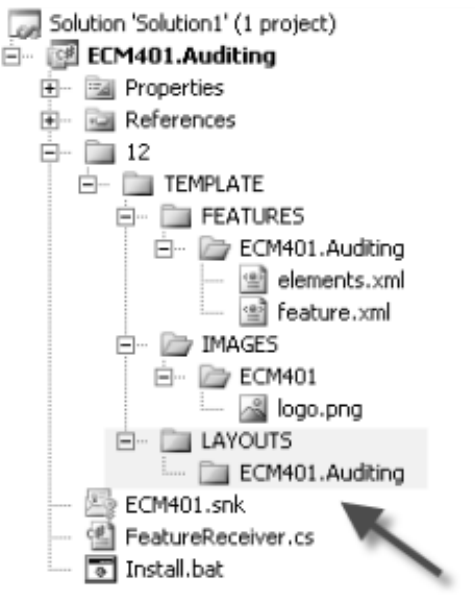 Solution 'Solution1' (1 project)
ECM401.Auditing
Properties
References
12
TEMPLATE
FEATURES
ECM401.Auditing
elements.xml
feature.xml
IMAGES
ECM401
logo.png
LAYOUTS
ECM401.Auditing
ECM401.snk
FeatureReceiver.cs
Install.bat